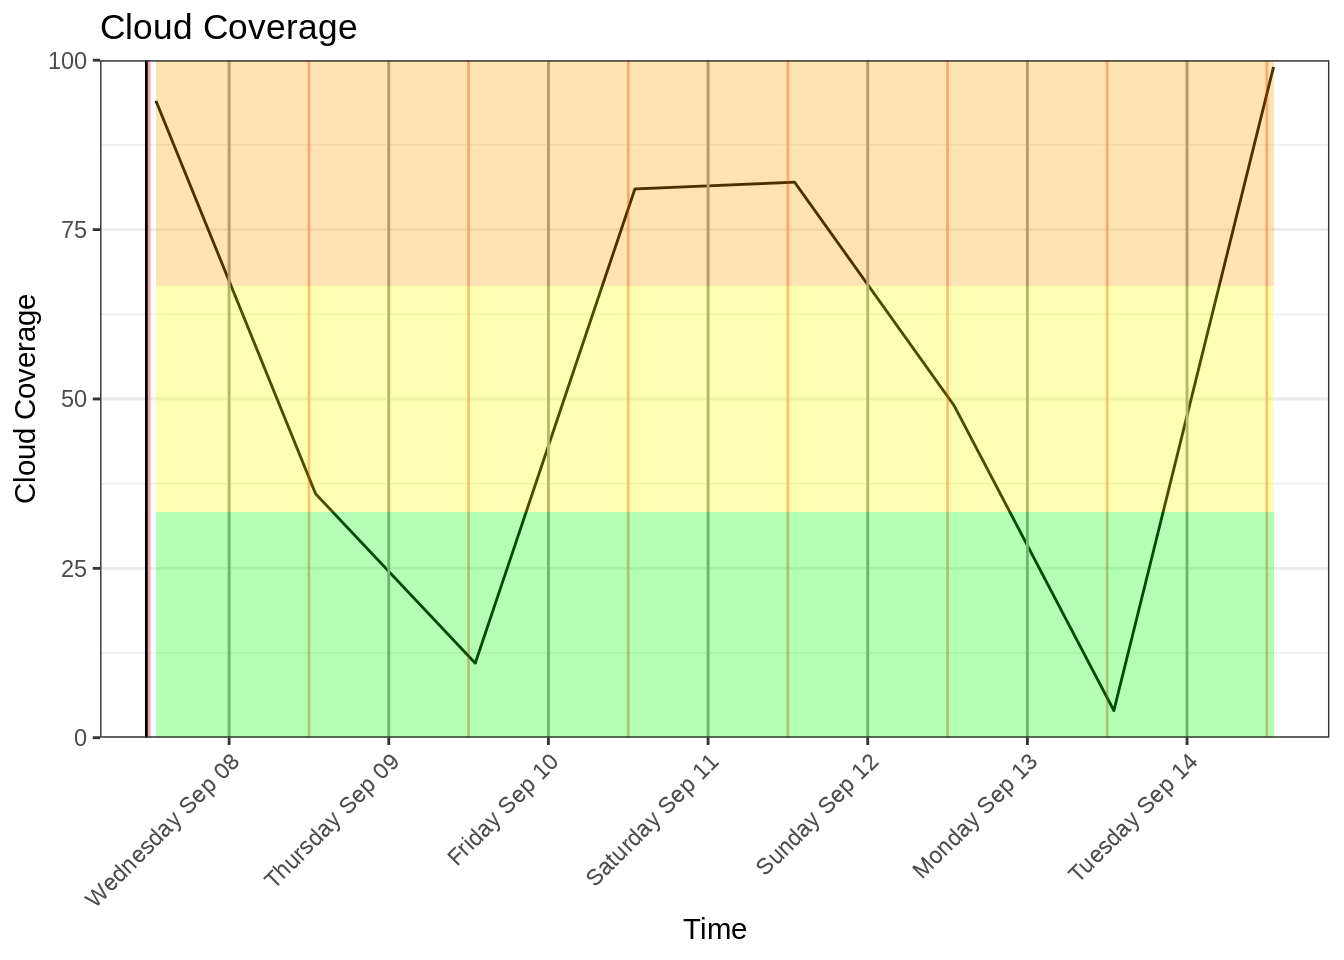 Cloud Coverage
100
75
50
25
0
Cloud Coverage
Wednesday Sep 08
Thursday Sep 09
Friday Sep 10
Saturday Sep 11
Sunday Sep 12
Monday Sep 13
Tuesday Sep 14
Time